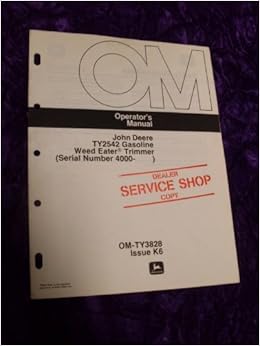 OM
Operator's
Manual
John Deere
TY2542 Gasoline
Weed Eater® Trimmer
(Serial Number 4000- )
DEALER
SERVICE SHOP
COPY
OM-TY3828
Issue K6